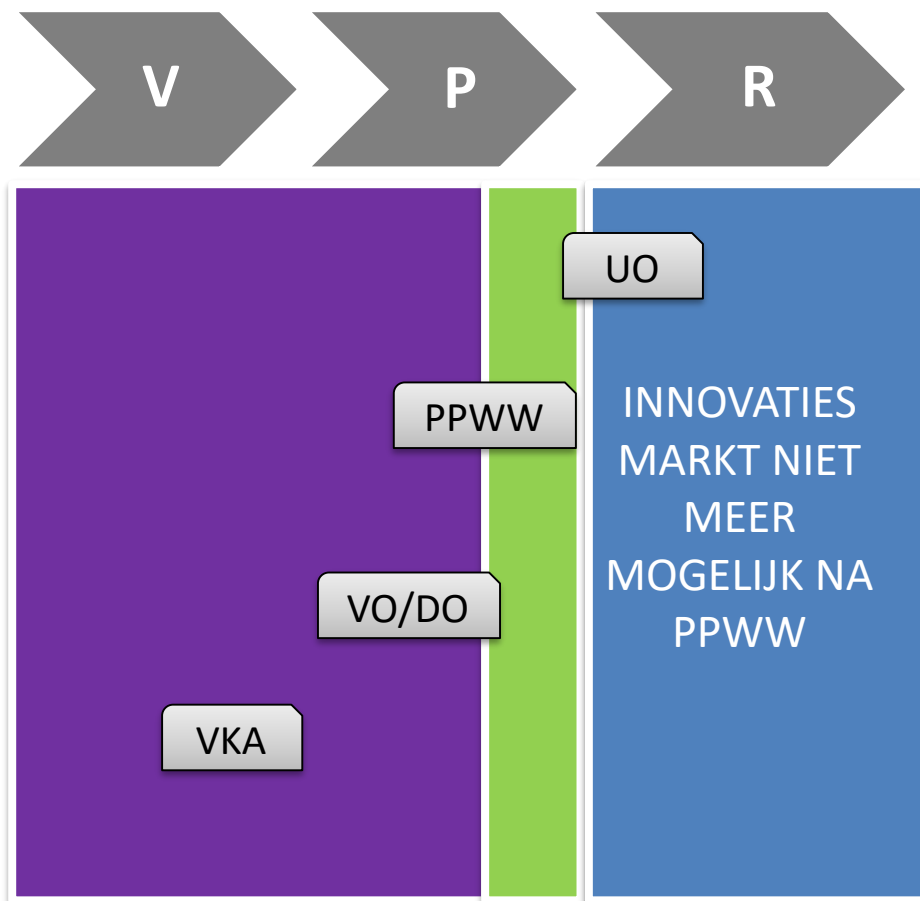 V
P
R
UO
PPWW
INNOVATIES
MARKT NIET
MEER
MOGELIJK NA
PPWW
VO/DO
VKA